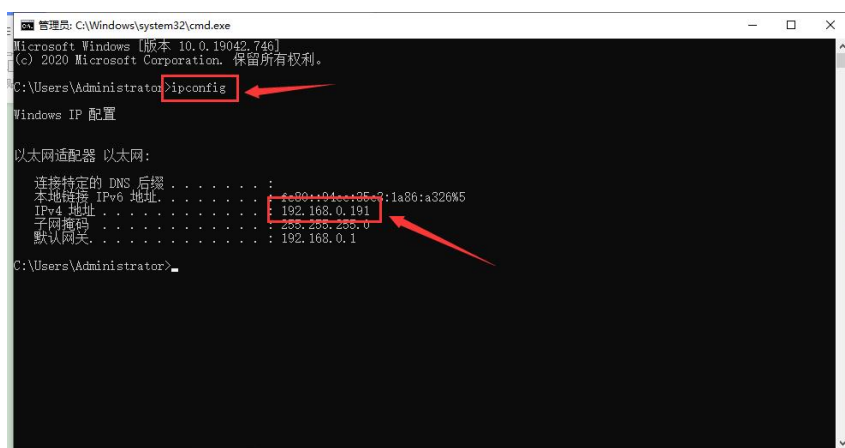 管理员: C:\Windows\system32\cmd.exe
Microsoft Windows [版本 10.0.19042.746]
(c) 2020 Microsoft Corporation. 保留所有权利。
C:\Users\Administrator>ipconfig
Windows IP 配置
以太网适配器 以太网:
连接特定的 DNS 后缀 . . . . . . . :
本地链接 IPv6 地址. . . . . . . . :
IPv4 地址 . . . . . . . . . . . . : 192.168.0.191
子网掩码 . . . . . . . . . . . . : 255.255.255.0
默认网关. . . . . . . . . . . . . : 192.168.0.1
C:\Users\Administrator>